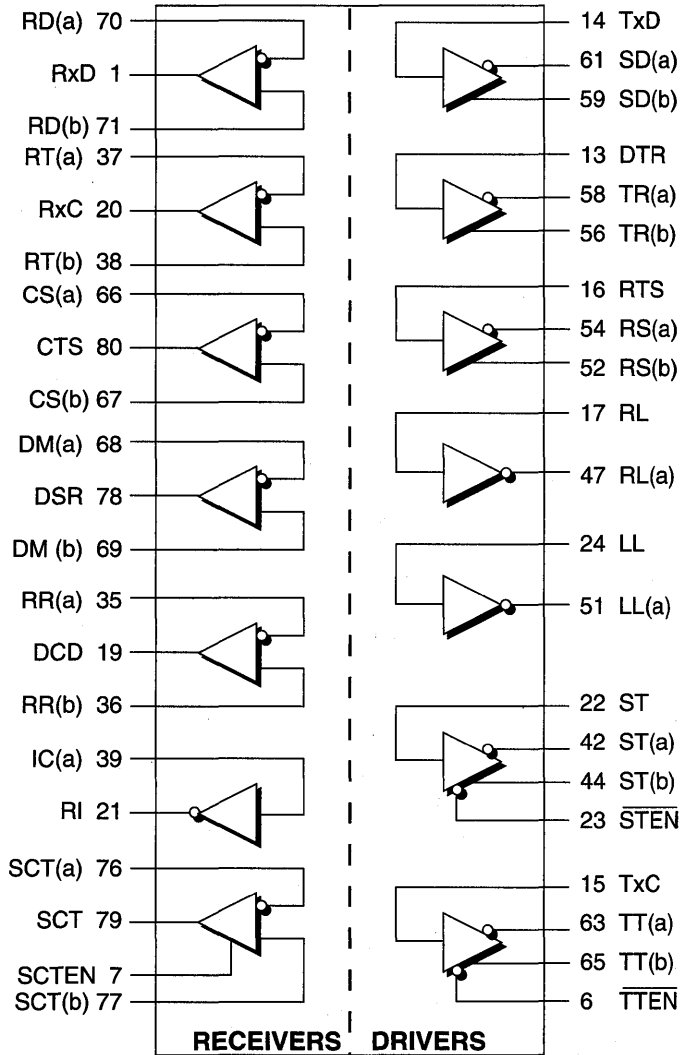 RD(a) 70
RxD 1
RD(b) 71
RT(a) 37
RxC 20
RT(b) 38
CS(a) 66
CTS 80
CS(b) 67
DM(a) 68
DSR 78
DM (b) 69
RR(a) 35
DCD 19
RR(b) 36
IC(a) 39
RI 21
SCT(a) 76
SCT 79
SCTEN 7
SCT(b) 77
RECEIVERS
DRIVERS
14 TxD
61 SD(a)
59 SD(b)
13 DTR
58 TR(a)
56 TR(b)
16 RTS
54 RS(a)
52 RS(b)
17 RL
47 RL(a)
24 LL
51 LL(a)
22 ST
42 ST(a)
44 ST(b)
23 S̅T̅E̅N̅
15 TxC
63 TT(a)
65 TT(b)
6 T̅T̅E̅N̅